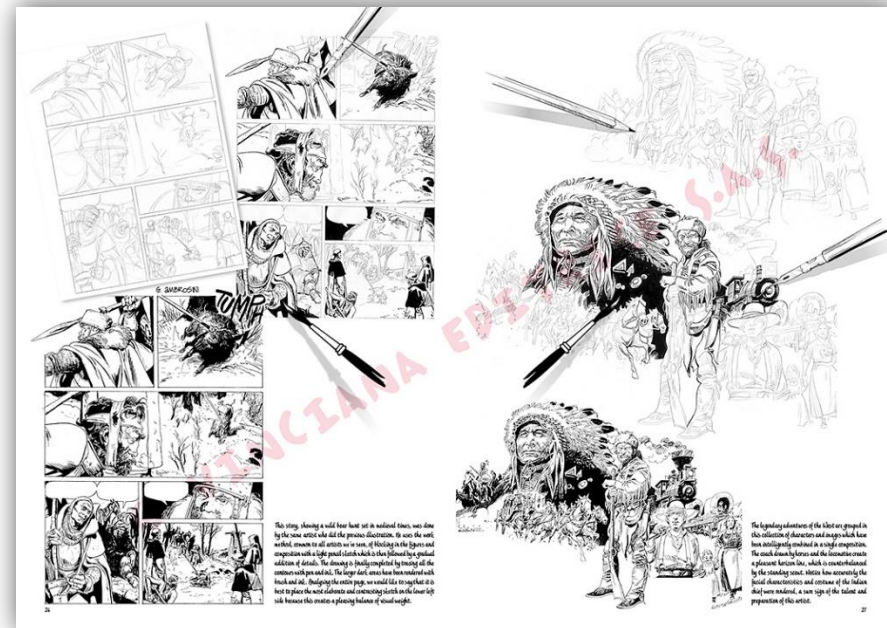 THIP
G. AMBROSINI
TUMP
This story, showing a wild boar hunt set in medieval times, was done
by the same artist who did the previous illustration. He uses the work
method, common to all artists we've seen, of blocking in the figures and
composition with a light pencil sketch which is then followed by a gradual
addition of details. The drawing is finally completed by tracing all the
contours with pen and ink. The larger dark areas have been rendered with
brush and ink. Analysing the entire page, we would like to say that it is
best to place the most elaborate and contrasting sketch on the lower left
side because this creates a pleasing balance of visual weight.
26
VINCIANA EDITRICE S.A.S.
The legendary adventures of the West are grouped in
this collection of characters and images which have
been intelligently combined in a single composition.
The coach drawn by horses and the locomotive create
a pleasant horizon line, which is counterbalanced
by the standing scout. Notice how accurately the
facial characteristics and costume of the Indian
chief were rendered, a sure sign of the talent and
preparation of this artist.
27